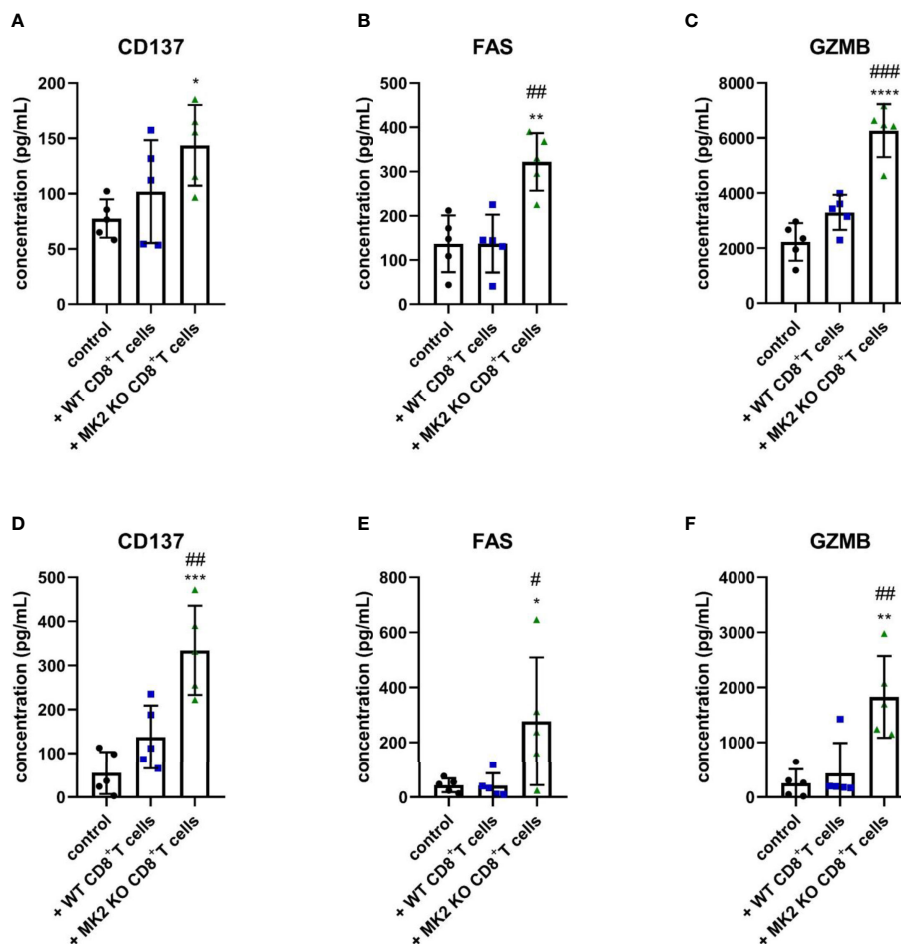 A
CD137
concentration (pg/mL)
200
150
100
50
0
*
control
+ WT CD8⁺T cells
+ MK2 KO CD8⁺T cells
B
FAS
concentration (pg/mL)
500
400
300
200
100
0
##
**
control
+ WT CD8⁺T cells
+ MK2 KO CD8⁺T cells
C
GZMB
concentration (pg/mL)
8000
6000
4000
2000
0
###
****
control
+ WT CD8⁺T cells
+ MK2 KO CD8⁺T cells
D
CD137
concentration (pg/mL)
500
400
300
200
100
0
##
***
control
+ WT CD8⁺T cells
+ MK2 KO CD8⁺T cells
E
FAS
concentration (pg/mL)
800
600
400
200
0
#
*
control
+ WT CD8⁺T cells
+ MK2 KO CD8⁺T cells
F
GZMB
concentration (pg/mL)
4000
3000
2000
1000
0
##
**
control
+ WT CD8⁺T cells
+ MK2 KO CD8⁺T cells